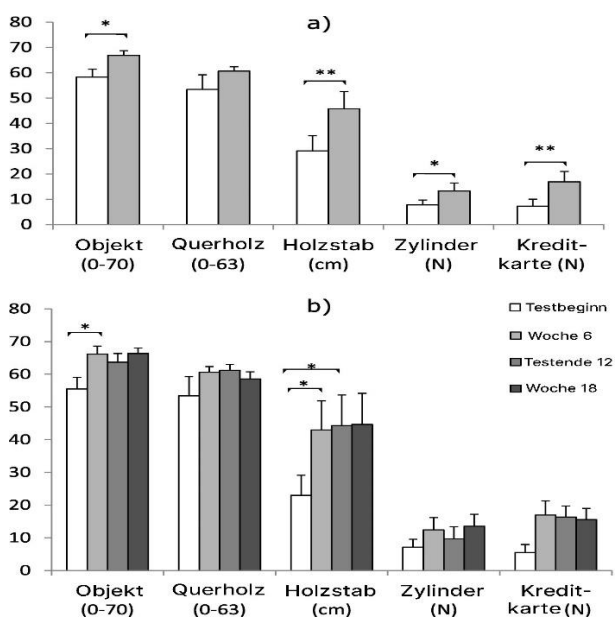 a)
80
70
60
50
40
30
20
10
0
* ** * **
Objekt Querholz Holzstab Zylinder Kredit-
(0-70) (0-63) (cm) (N) karte (N)
b)
80
70
60
50
40
30
20
10
0
Testbeginn
Woche 6
Testende 12
Woche 18
* * *
Objekt Querholz Holzstab Zylinder Kredit-
(0-70) (0-63) (cm) (N) karte (N)